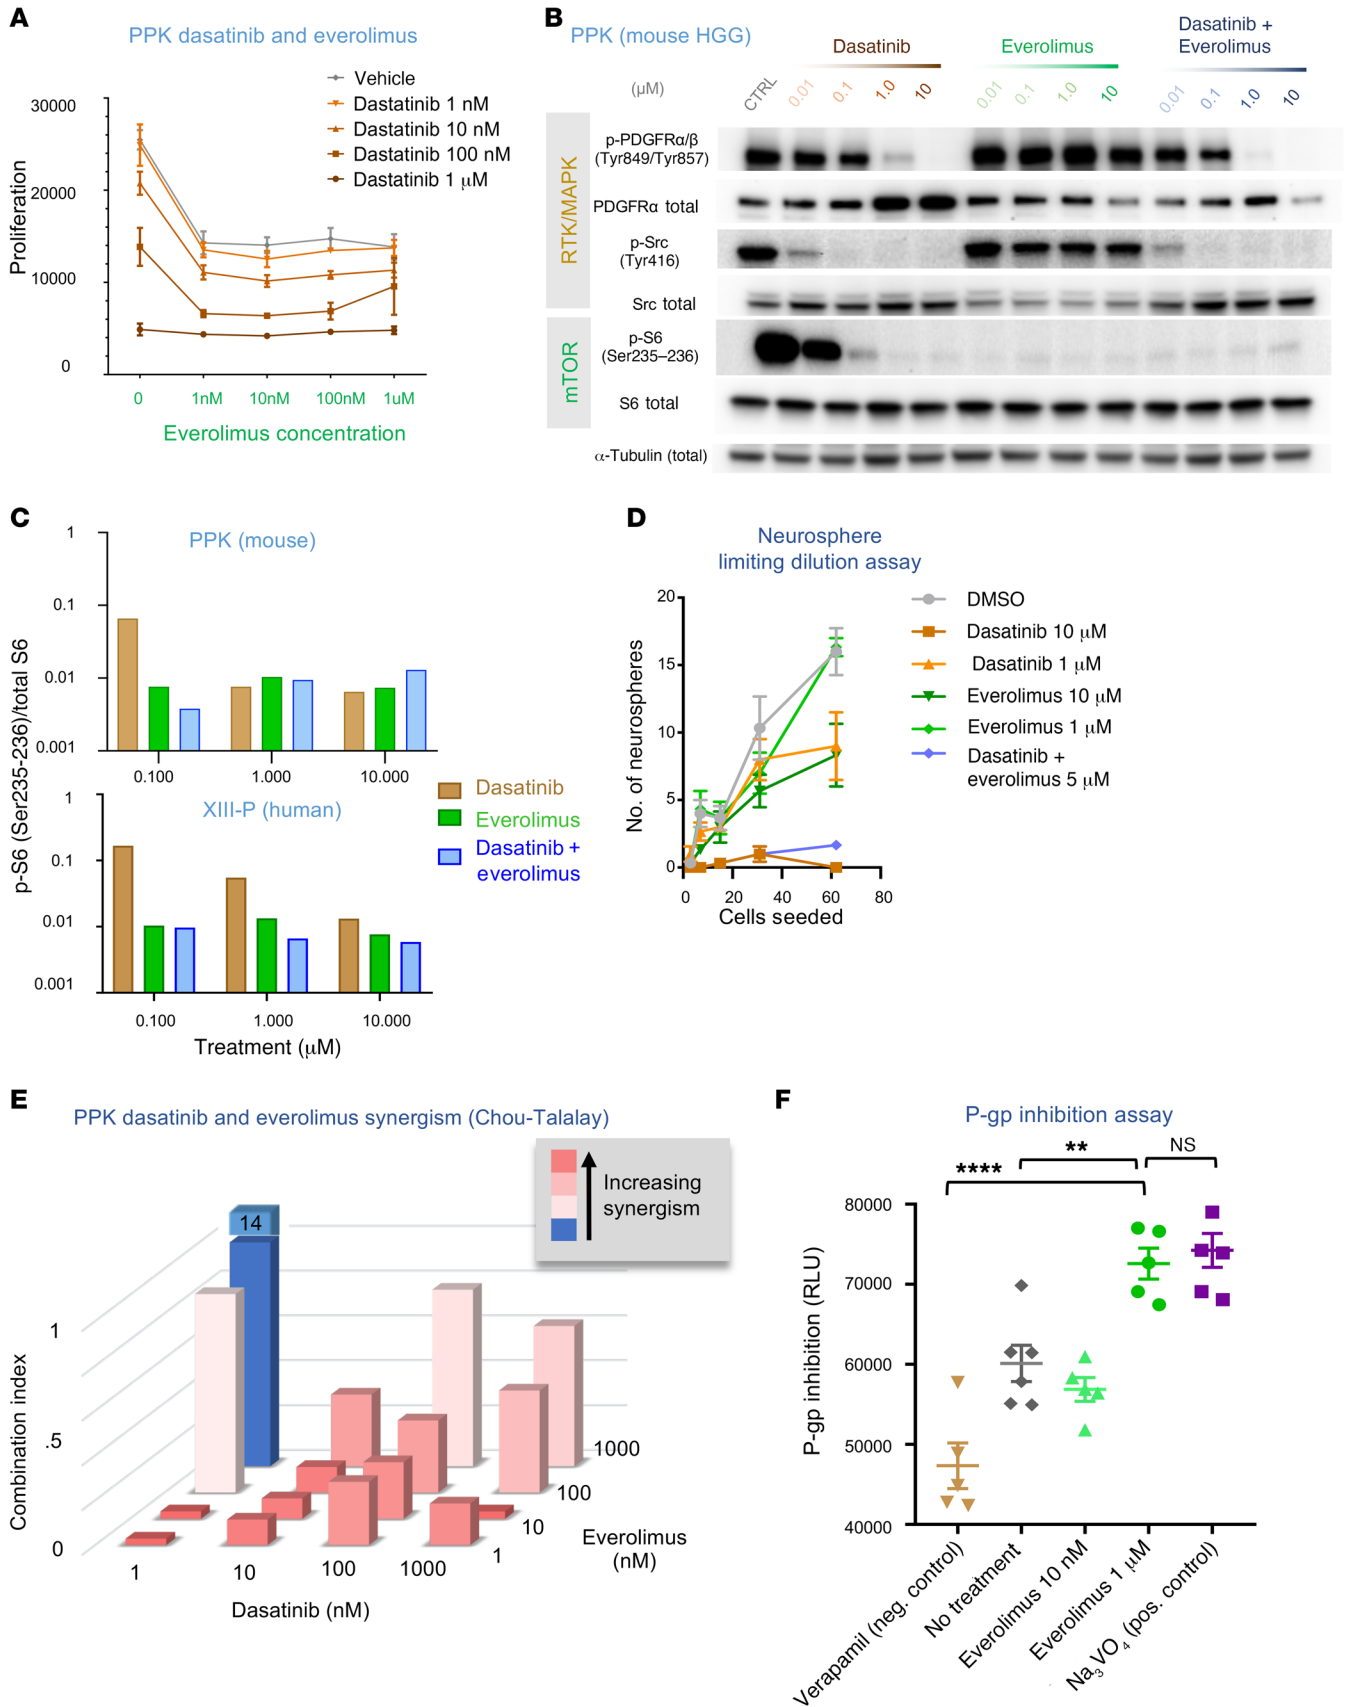 A
PPK dasatinib and everolimus
Vehicle
Dastatinib 1 nM
Dastatinib 10 nM
Dastatinib 100 nM
Dastatinib 1 μM
Proliferation
30000
20000
10000
0
0 1nM 10nM 100nM 1uM
Everolimus concentration
B
PPK (mouse HGG)
Dasatinib
Everolimus
Dasatinib +
Everolimus
(μM)
CTRL 0.01 0.1 1.0 10 0.01 0.1 1.0 10 0.01 0.1 1.0 10
RTK/MAPK
p-PDGFRα/β
(Tyr849/Tyr857)
PDGFRα total
p-Src
(Tyr416)
Src total
mTOR
p-S6
(Ser235–236)
S6 total
α-Tubulin (total)
C
PPK (mouse)
p-S6 (Ser235-236)/total S6
1
0.1
0.01
0.001
0.100 1.000 10.000
XIII-P (human)
1
0.1
0.01
0.001
0.100 1.000 10.000
Treatment (μM)
Dasatinib
Everolimus
Dasatinib +
everolimus
D
Neurosphere
limiting dilution assay
No. of neurospheres
20
15
10
5
0
0 20 40 60 80
Cells seeded
DMSO
Dasatinib 10 μM
Dasatinib 1 μM
Everolimus 10 μM
Everolimus 1 μM
Dasatinib +
everolimus 5 μM
E
PPK dasatinib and everolimus synergism (Chou-Talalay)
Increasing
synergism
14
Combination index
1
.5
0
1 10 100 1000
Dasatinib (nM)
1000
100
10
1
Everolimus
(nM)
F
P-gp inhibition assay
**** ** NS
P-gp inhibition (RLU)
80000
70000
60000
50000
40000
Verapamil (neg. control)
No treatment
Everolimus 10 nM
Everolimus 1 μM
Na₃VO₄ (pos. control)